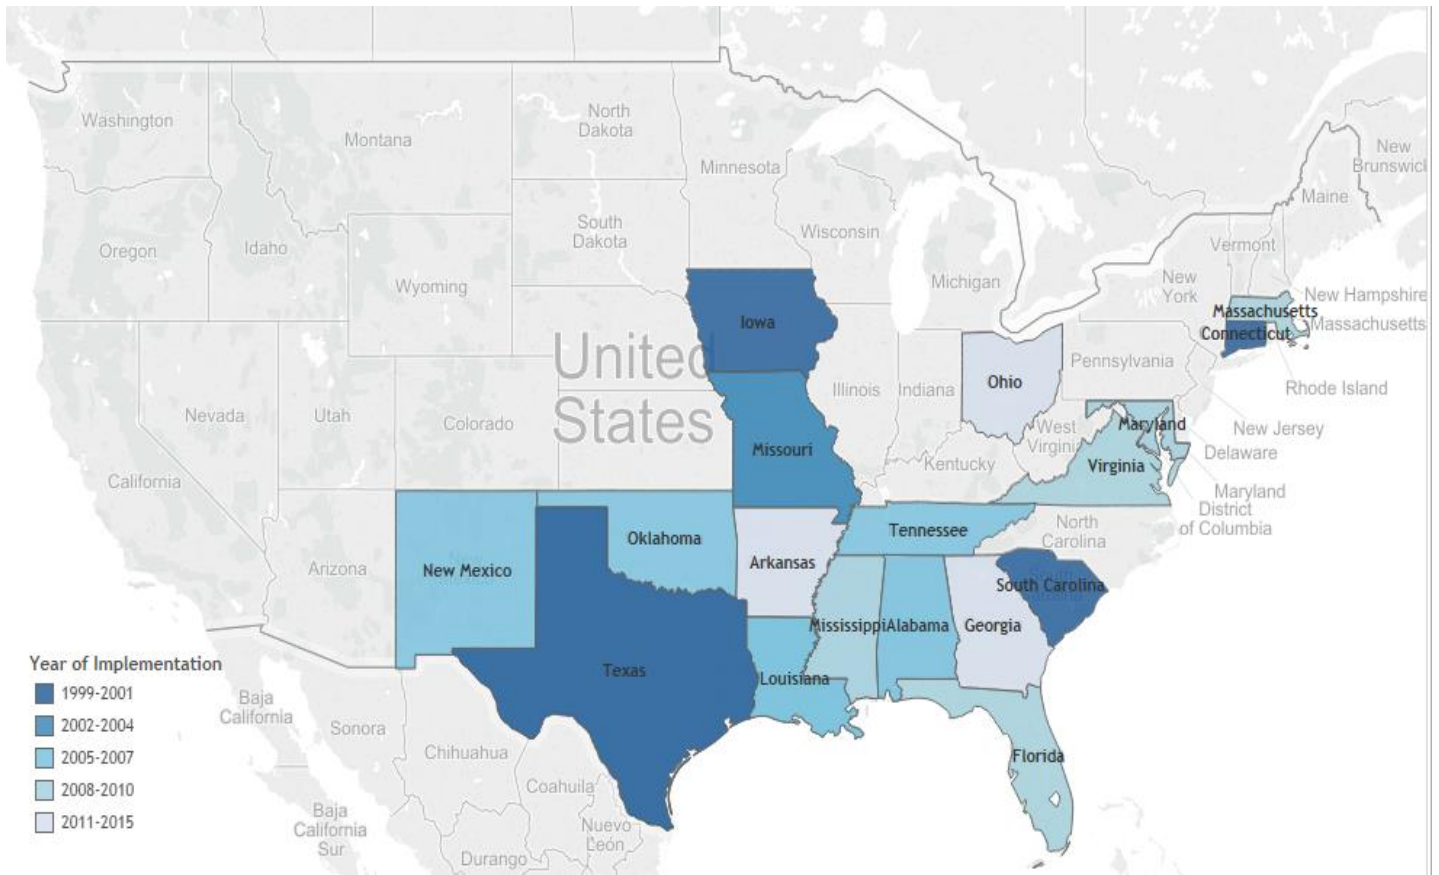 Washington
Montana
North
Dakota
Minnesota
New
Brunswick
Maine
Oregon
Idaho
South
Dakota
Wisconsin
Vermont
Wyoming
Michigan
New
York
New Hampshire
Massachusetts
Massachusetts
Connecticut
Iowa
United
States
Nevada
Utah
Colorado
Illinois
Indiana
Ohio
Pennsylvania
Rhode Island
New Jersey
West
Virginia
Maryland
Delaware
California
Missouri
Kentucky
Virginia
Maryland
District
of Columbia
Arizona
New Mexico
Oklahoma
Arkansas
Tennessee
North
Carolina
South Carolina
Mississippi
Alabama
Georgia
Texas
Louisiana
Florida
Year of Implementation
1999-2001
2002-2004
2005-2007
2008-2010
2011-2015
Baja
California
Sonora
Chihuahua
Coahuila
Baja
California
Sur
Nuevo
León
Durango